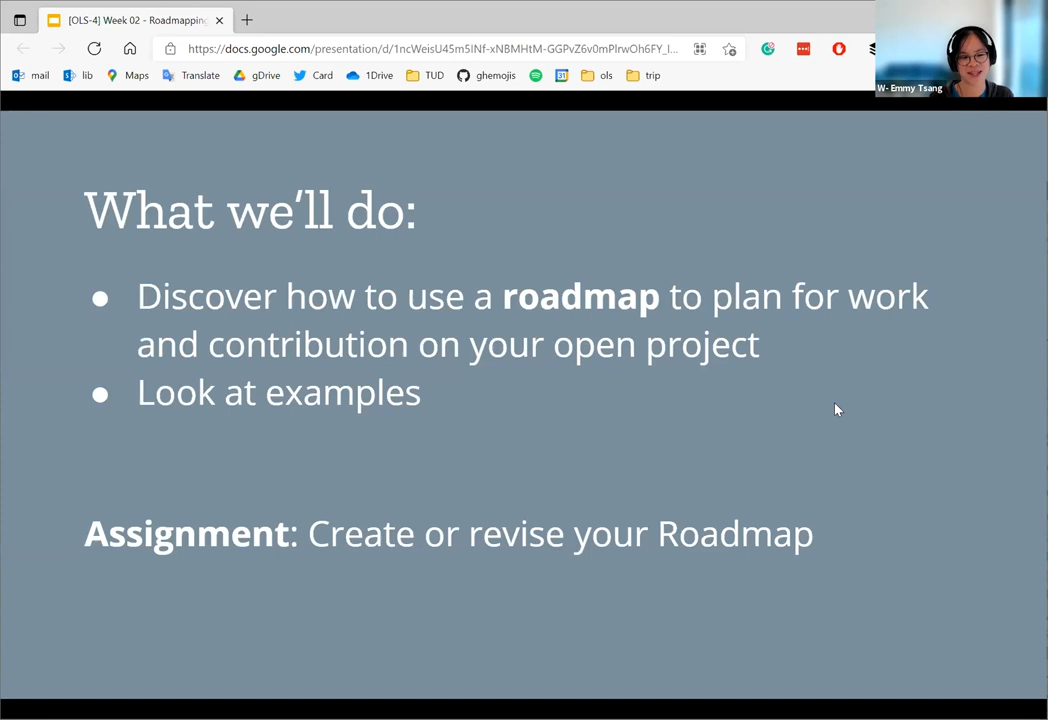 [OLS-4] Week 02 - Roadmapping
https://docs.google.com/presentation/d/1ncWeisU45m5iNf-xNBMHtM-GGPvZ6v0mPlrwOh6FY_l...
mail lib Maps Translate gDrive Card 1Drive TUD ghemojis 31 ols trip
W- Emmy Tsang
What we'll do:
● Discover how to use a roadmap to plan for work
and contribution on your open project
● Look at examples
Assignment: Create or revise your Roadmap